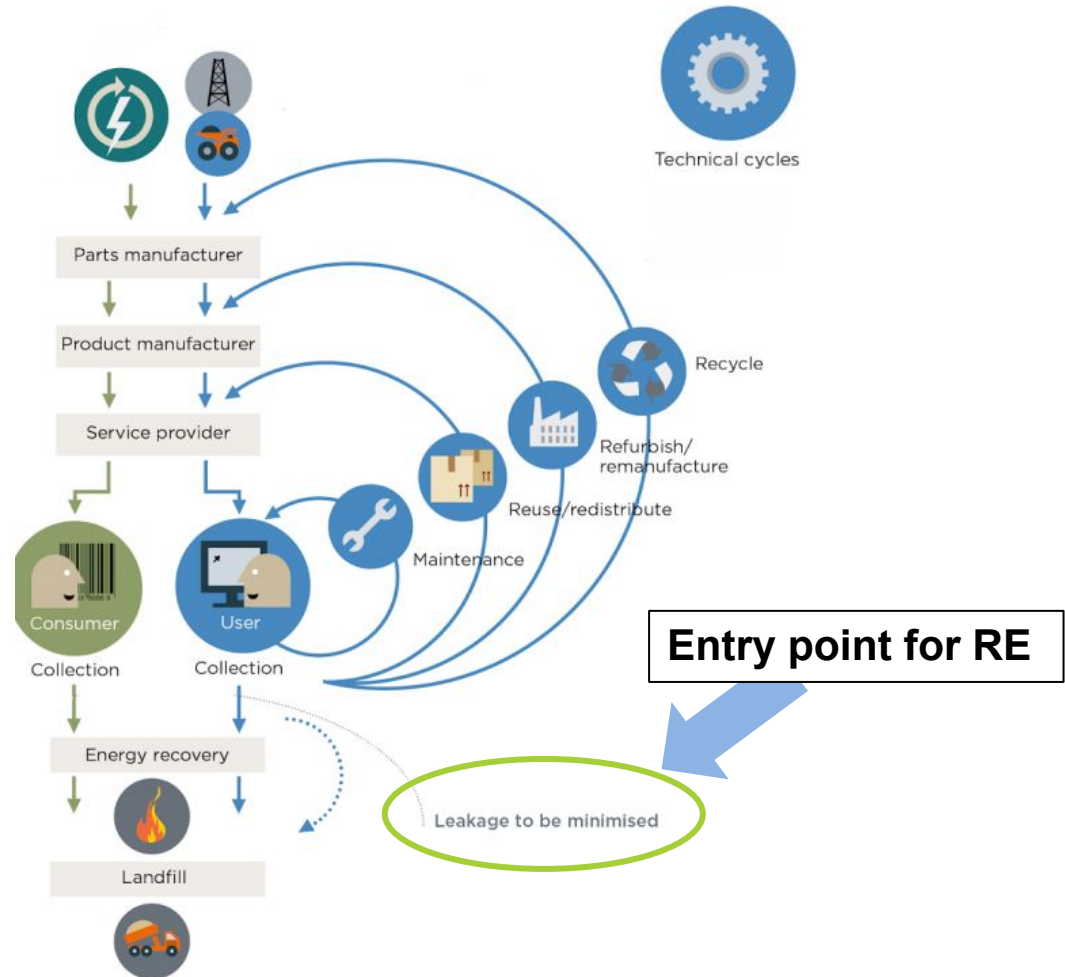 Technical cycles
Parts manufacturer
Product manufacturer
Recycle
Service provider
Refurbish/
remanufacture
Reuse/redistribute
Maintenance
Consumer
User
Collection
Collection
Entry point for RE
Energy recovery
Leakage to be minimised
Landfill